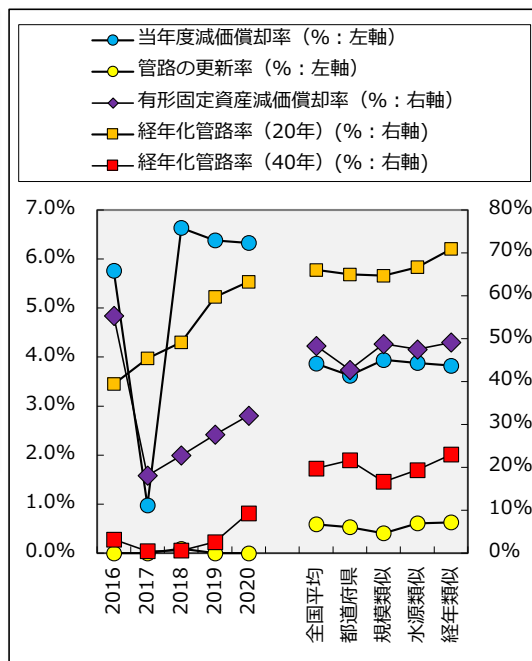 当年度減価償却率（%：左軸）
管路の更新率（%：左軸）
有形固定資産減価償却率（%：右軸）
経年化管路率（20年）(%：右軸)
経年化管路率（40年）(%：右軸)
7.0%
6.0%
5.0%
4.0%
3.0%
2.0%
1.0%
0.0%
80%
70%
60%
50%
40%
30%
20%
10%
0%
2016
2017
2018
2019
2020
全国平均
都道府県
規模類似
水源類似
経年類似